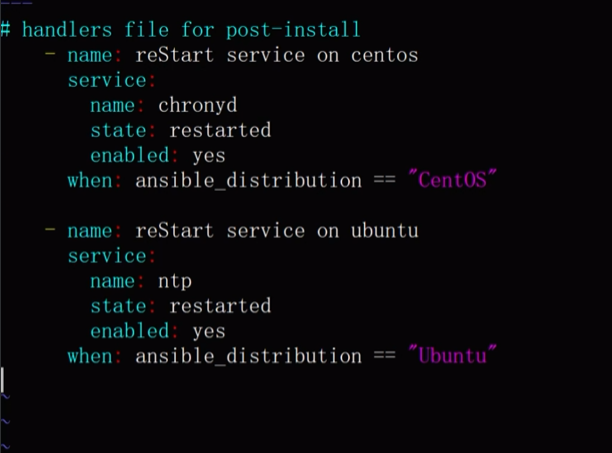 ---
# handlers file for post-install
    - name: reStart service on centos
      service:
        name: chronyd
        state: restarted
        enabled: yes
      when: ansible_distribution == "CentOS"

    - name: reStart service on ubuntu
      service:
        name: ntp
        state: restarted
        enabled: yes
      when: ansible_distribution == "Ubuntu"
~
~
~